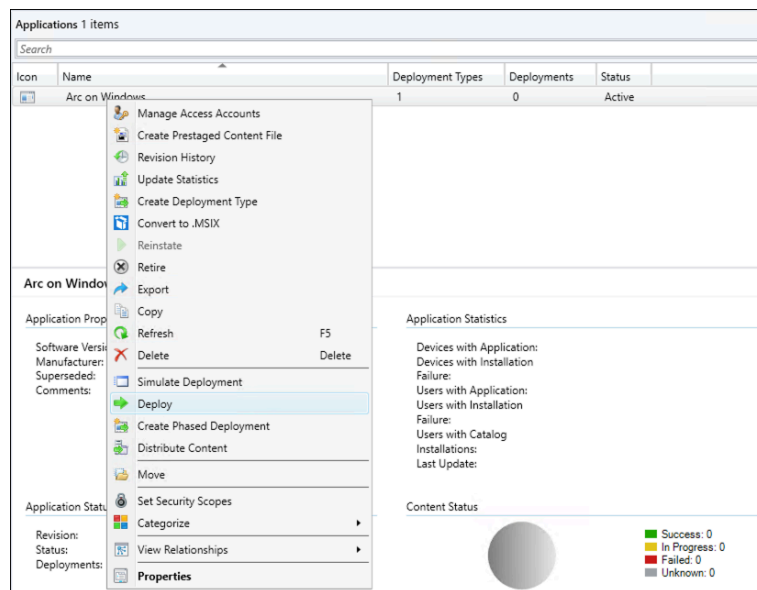 Applications 1 items
Search
Icon Name Deployment Types Deployments Status
Arc on Windows 1 0 Active
Manage Access Accounts
Create Prestaged Content File
Revision History
Update Statistics
Create Deployment Type
Convert to .MSIX
Reinstate
Retire
Export
Copy
Refresh F5
Delete Delete
Simulate Deployment
Deploy
Create Phased Deployment
Distribute Content
Move
Set Security Scopes
Categorize
View Relationships
Properties
Arc on Window
Application Prop
Software Versi
Manufacturer:
Superseded:
Comments:
Application Statu
Revision:
Status:
Deployments:
Application Statistics
Devices with Application:
Devices with Installation
Failure:
Users with Application:
Users with Installation
Failure:
Users with Catalog
Installations:
Last Update:
Content Status
Success: 0
In Progress: 0
Failed: 0
Unknown: 0